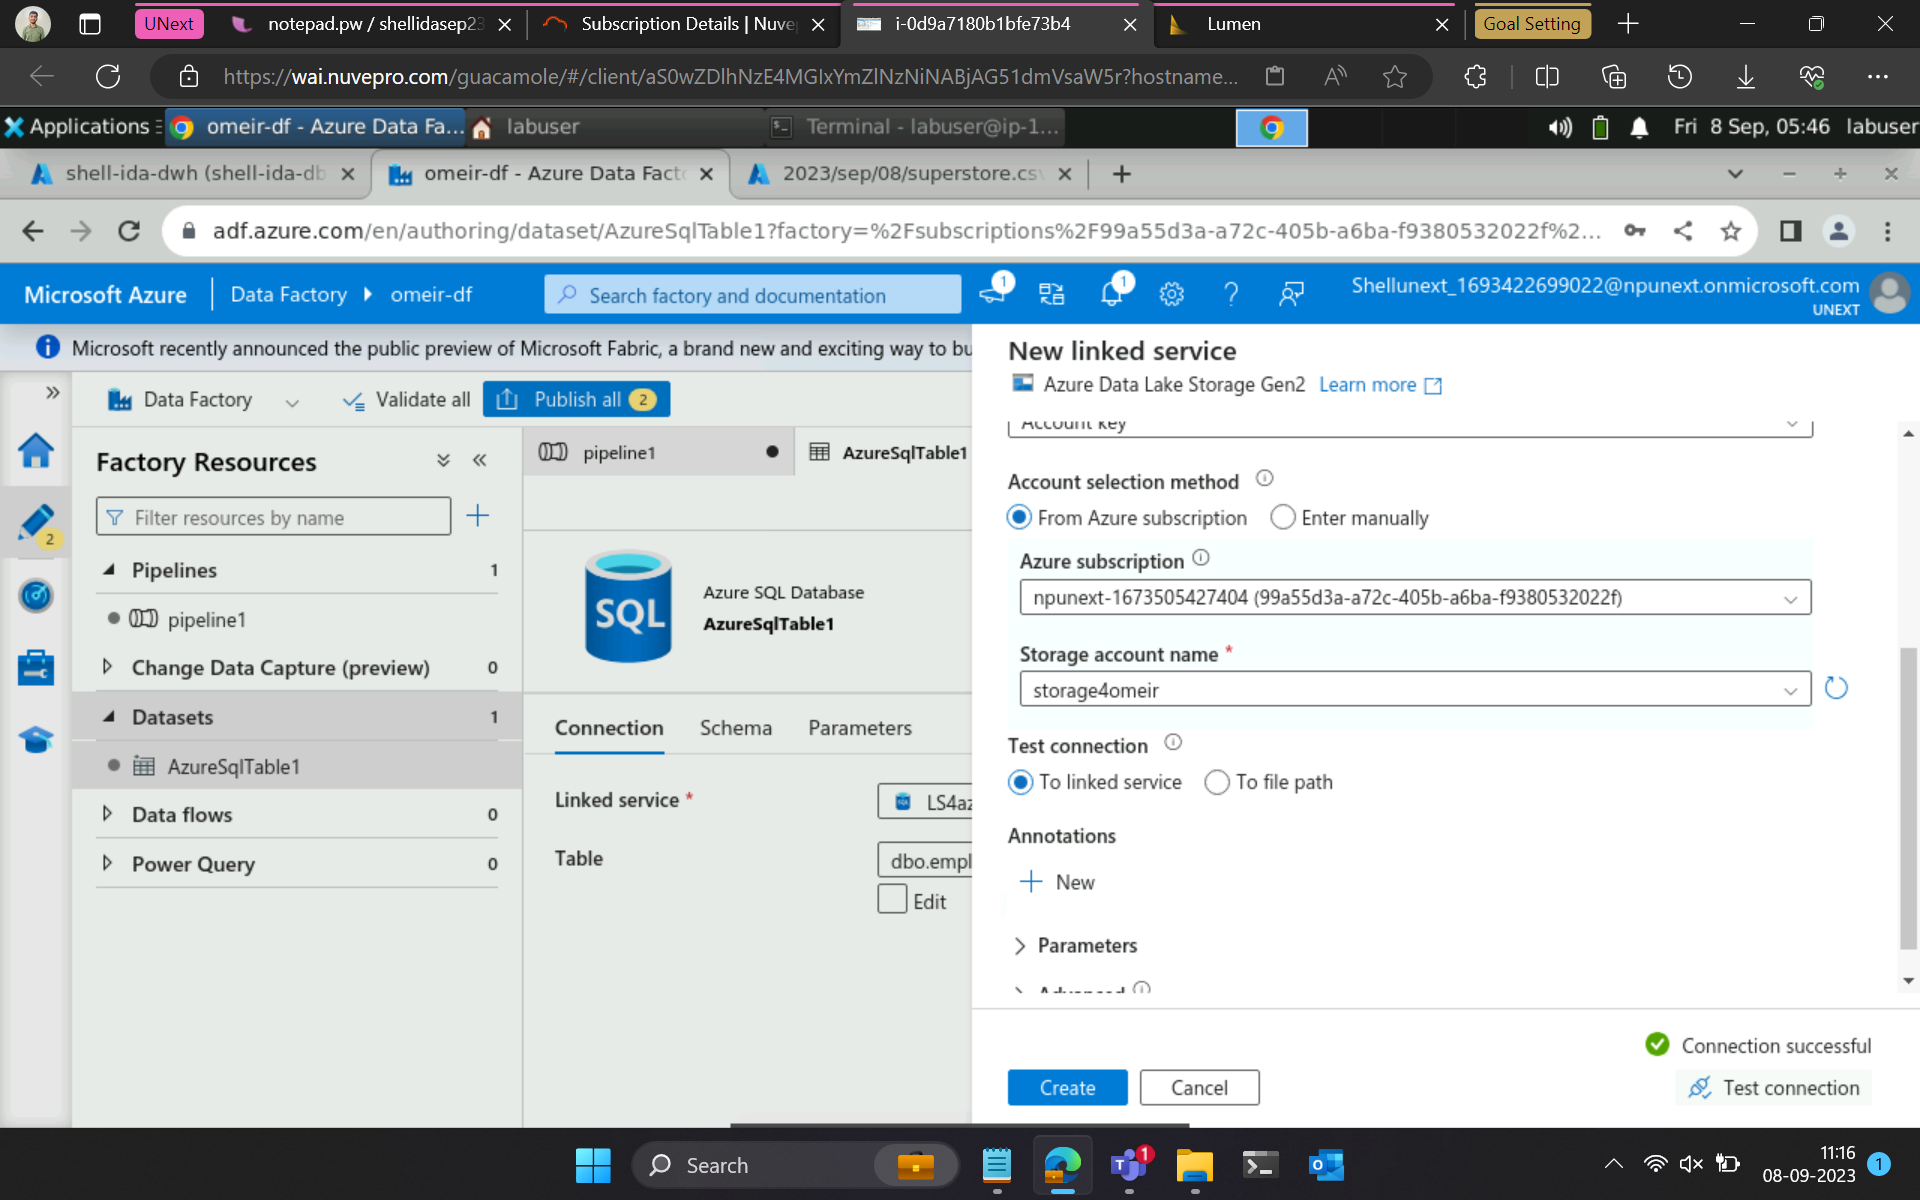 UNext
notepad.pw / shellidasep23
Subscription Details | Nuvep
i-0d9a7180b1bfe73b4
Lumen
Goal Setting
https://wai.nuvepro.com/guacamole/#/client/aS0wZDlhNzE4MGIxYmZlNzNiNABjAG51dmVsaW5r?hostname...
Applications
omeir-df - Azure Data Fa...
labuser
Terminal - labuser@ip-1...
Fri 8 Sep, 05:46 labuser
shell-ida-dwh (shell-ida-db
omeir-df - Azure Data Facto
2023/sep/08/superstore.csv
adf.azure.com/en/authoring/dataset/AzureSqlTable1?factory=%2Fsubscriptions%2F99a55d3a-a72c-405b-a6ba-f9380532022f%2...
Microsoft Azure
Data Factory
omeir-df
Search factory and documentation
1
1
Shellunext_1693422699022@npunext.onmicrosoft.com
UNEXT
Microsoft recently announced the public preview of Microsoft Fabric, a brand new and exciting way to bu
Data Factory
Validate all
Publish all 2
Factory Resources
Filter resources by name
2
Pipelines 1
pipeline1
Change Data Capture (preview) 0
Datasets 1
AzureSqlTable1
Data flows 0
Power Query 0
pipeline1
AzureSqlTable1
SQL
Azure SQL Database
AzureSqlTable1
Connection Schema Parameters
Linked service *
LS4az
Table
dbo.empl
Edit
New linked service
Azure Data Lake Storage Gen2 Learn more
Account key
Account selection method
From Azure subscription Enter manually
Azure subscription
npunext-1673505427404 (99a55d3a-a72c-405b-a6ba-f9380532022f)
Storage account name *
storage4omeir
Test connection
To linked service To file path
Annotations
New
Parameters
Advanced
Connection successful
Create Cancel Test connection
Search
1
11:16
08-09-2023
1